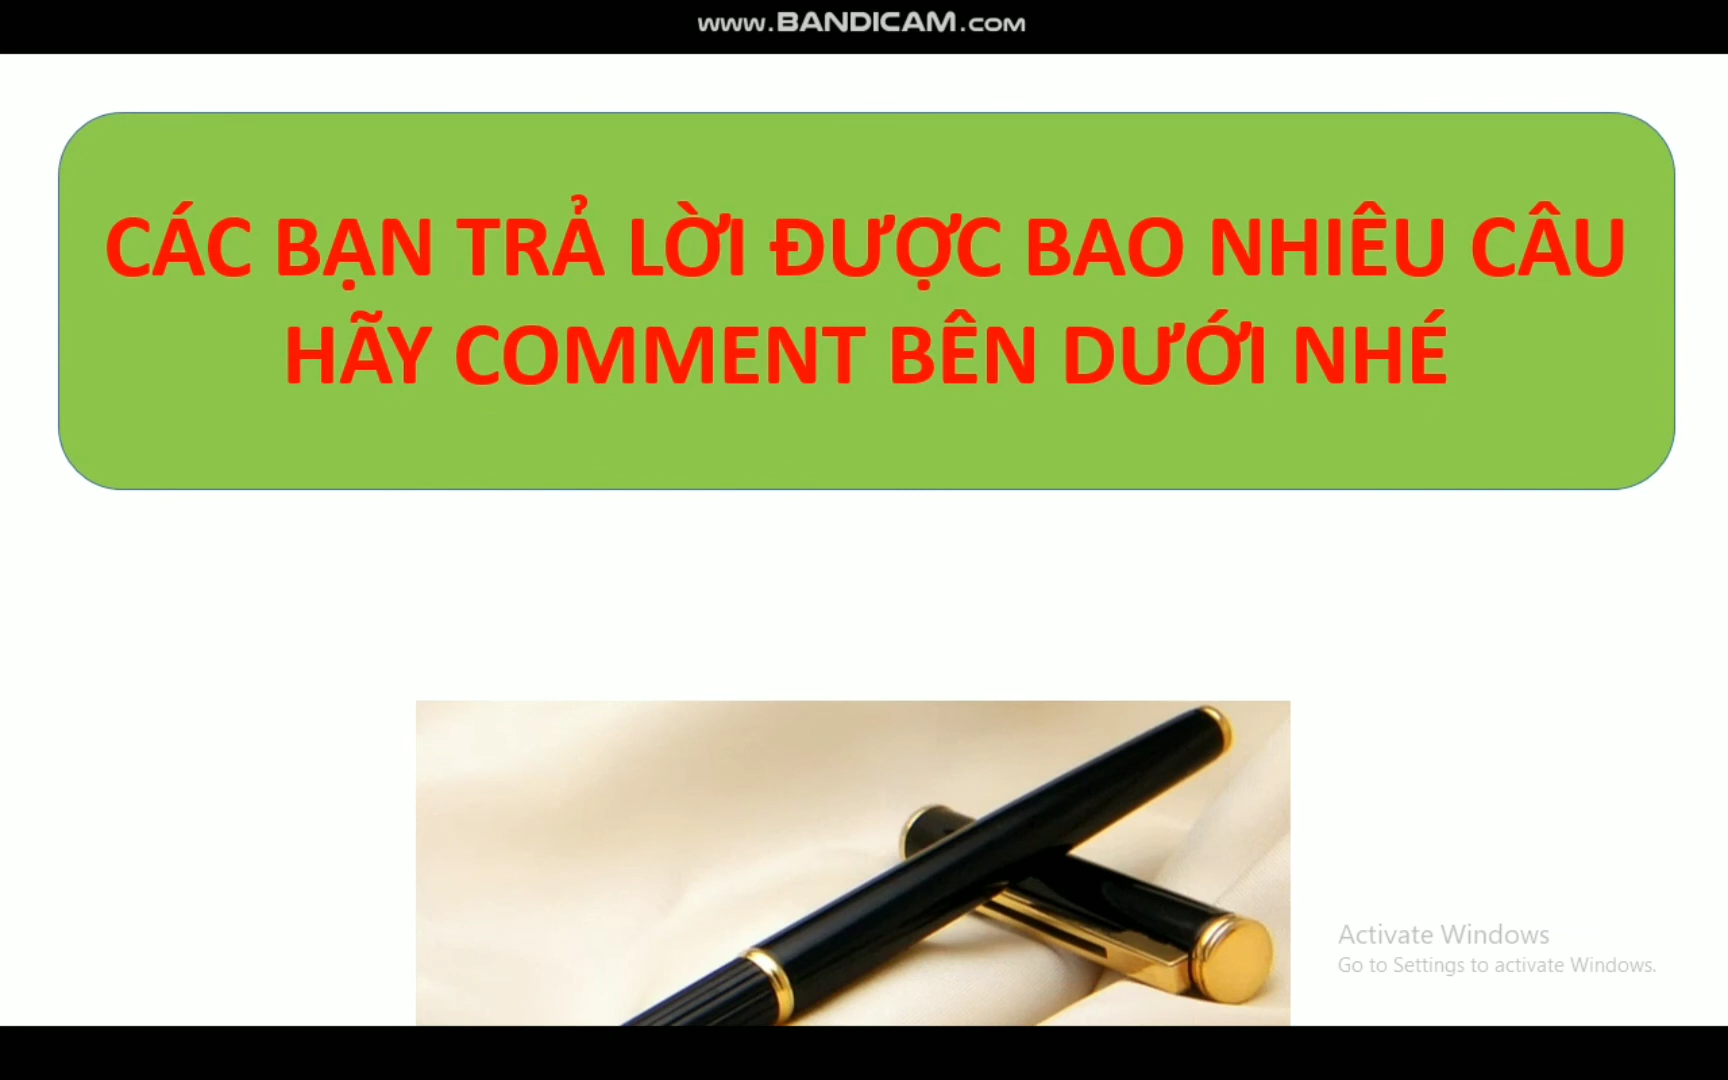 www.BANDICAM.com
CÁC BẠN TRẢ LỜI ĐƯỢC BAO NHIÊU CÂU
HÃY COMMENT BÊN DƯỚI NHÉ
Activate Windows
Go to Settings to activate Windows.